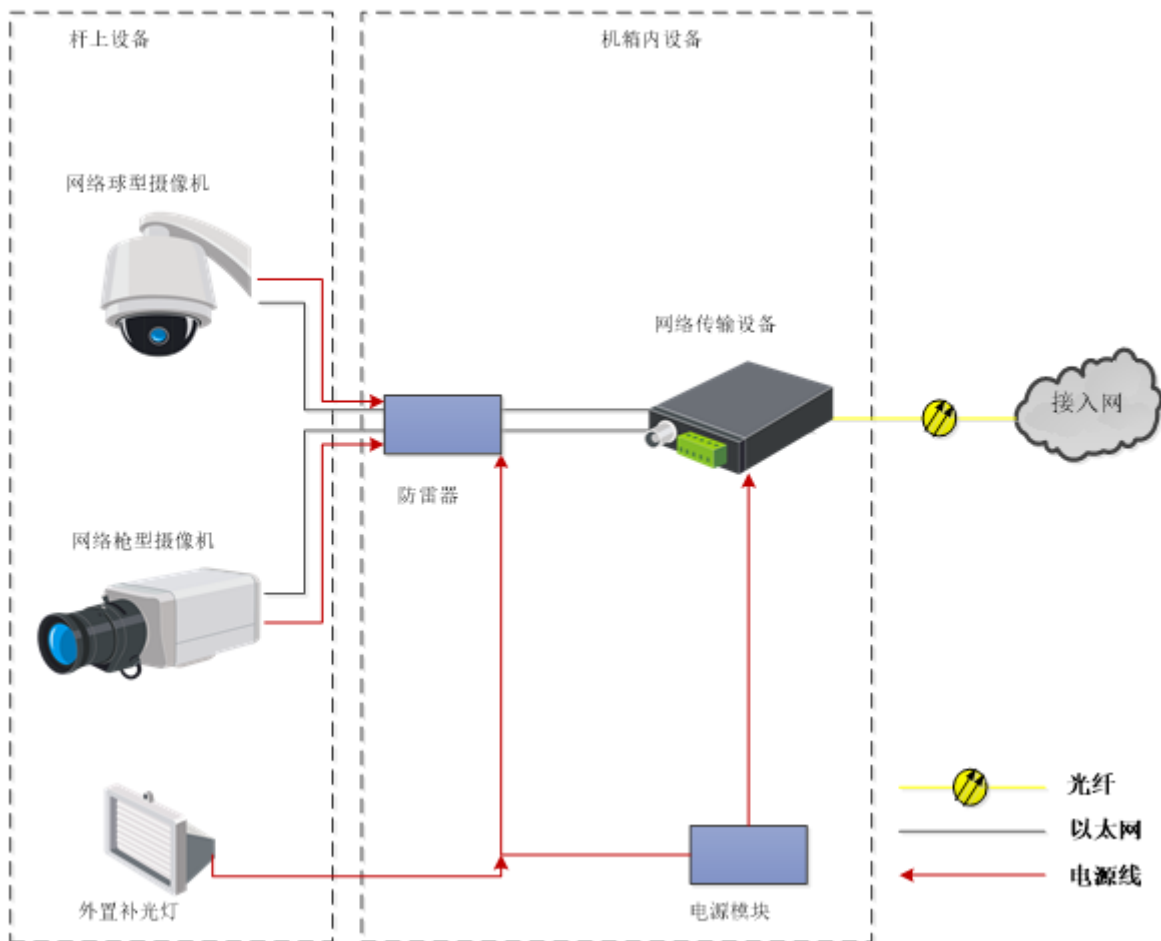 杆上设备
机箱内设备
网络球型摄像机
网络传输设备
接入网
防雷器
网络枪型摄像机
光纤
以太网
电源线
外置补光灯
电源模块